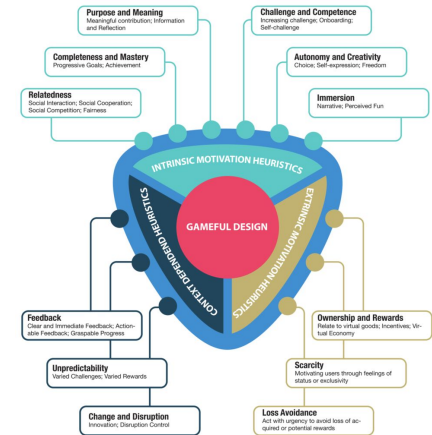 Purpose and Meaning
Meaningful contribution; Information
and Reflection
Challenge and Competence
Increasing challenge; Onboarding;
Self-challenge
Completeness and Mastery
Progressive Goals; Achievement
Autonomy and Creativity
Choice; Self-expression; Freedom
Relatedness
Social Interaction; Social Cooperation;
Social Competition; Fairness
Immersion
Narrative; Perceived Fun
INTRINSIC MOTIVATION HEURISTICS
CONTEXT DEPEND HEURISTICS
GAMEFUL DESIGN
EXTRINSIC MOTIVATION HEURISTICS
Feedback
Clear and Immediate Feedback; Action-
able Feedback; Graspable Progress
Ownership and Rewards
Relate to virtual goods; Incentives; Vir-
tual Economy
Unpredictability
Varied Challenges; Varied Rewards
Scarcity
Motivating users through feelings of
status or exclusivity
Change and Disruption
Innovation; Disruption Control
Loss Avoidance
Act with urgency to avoid loss of ac-
quired or potential rewards